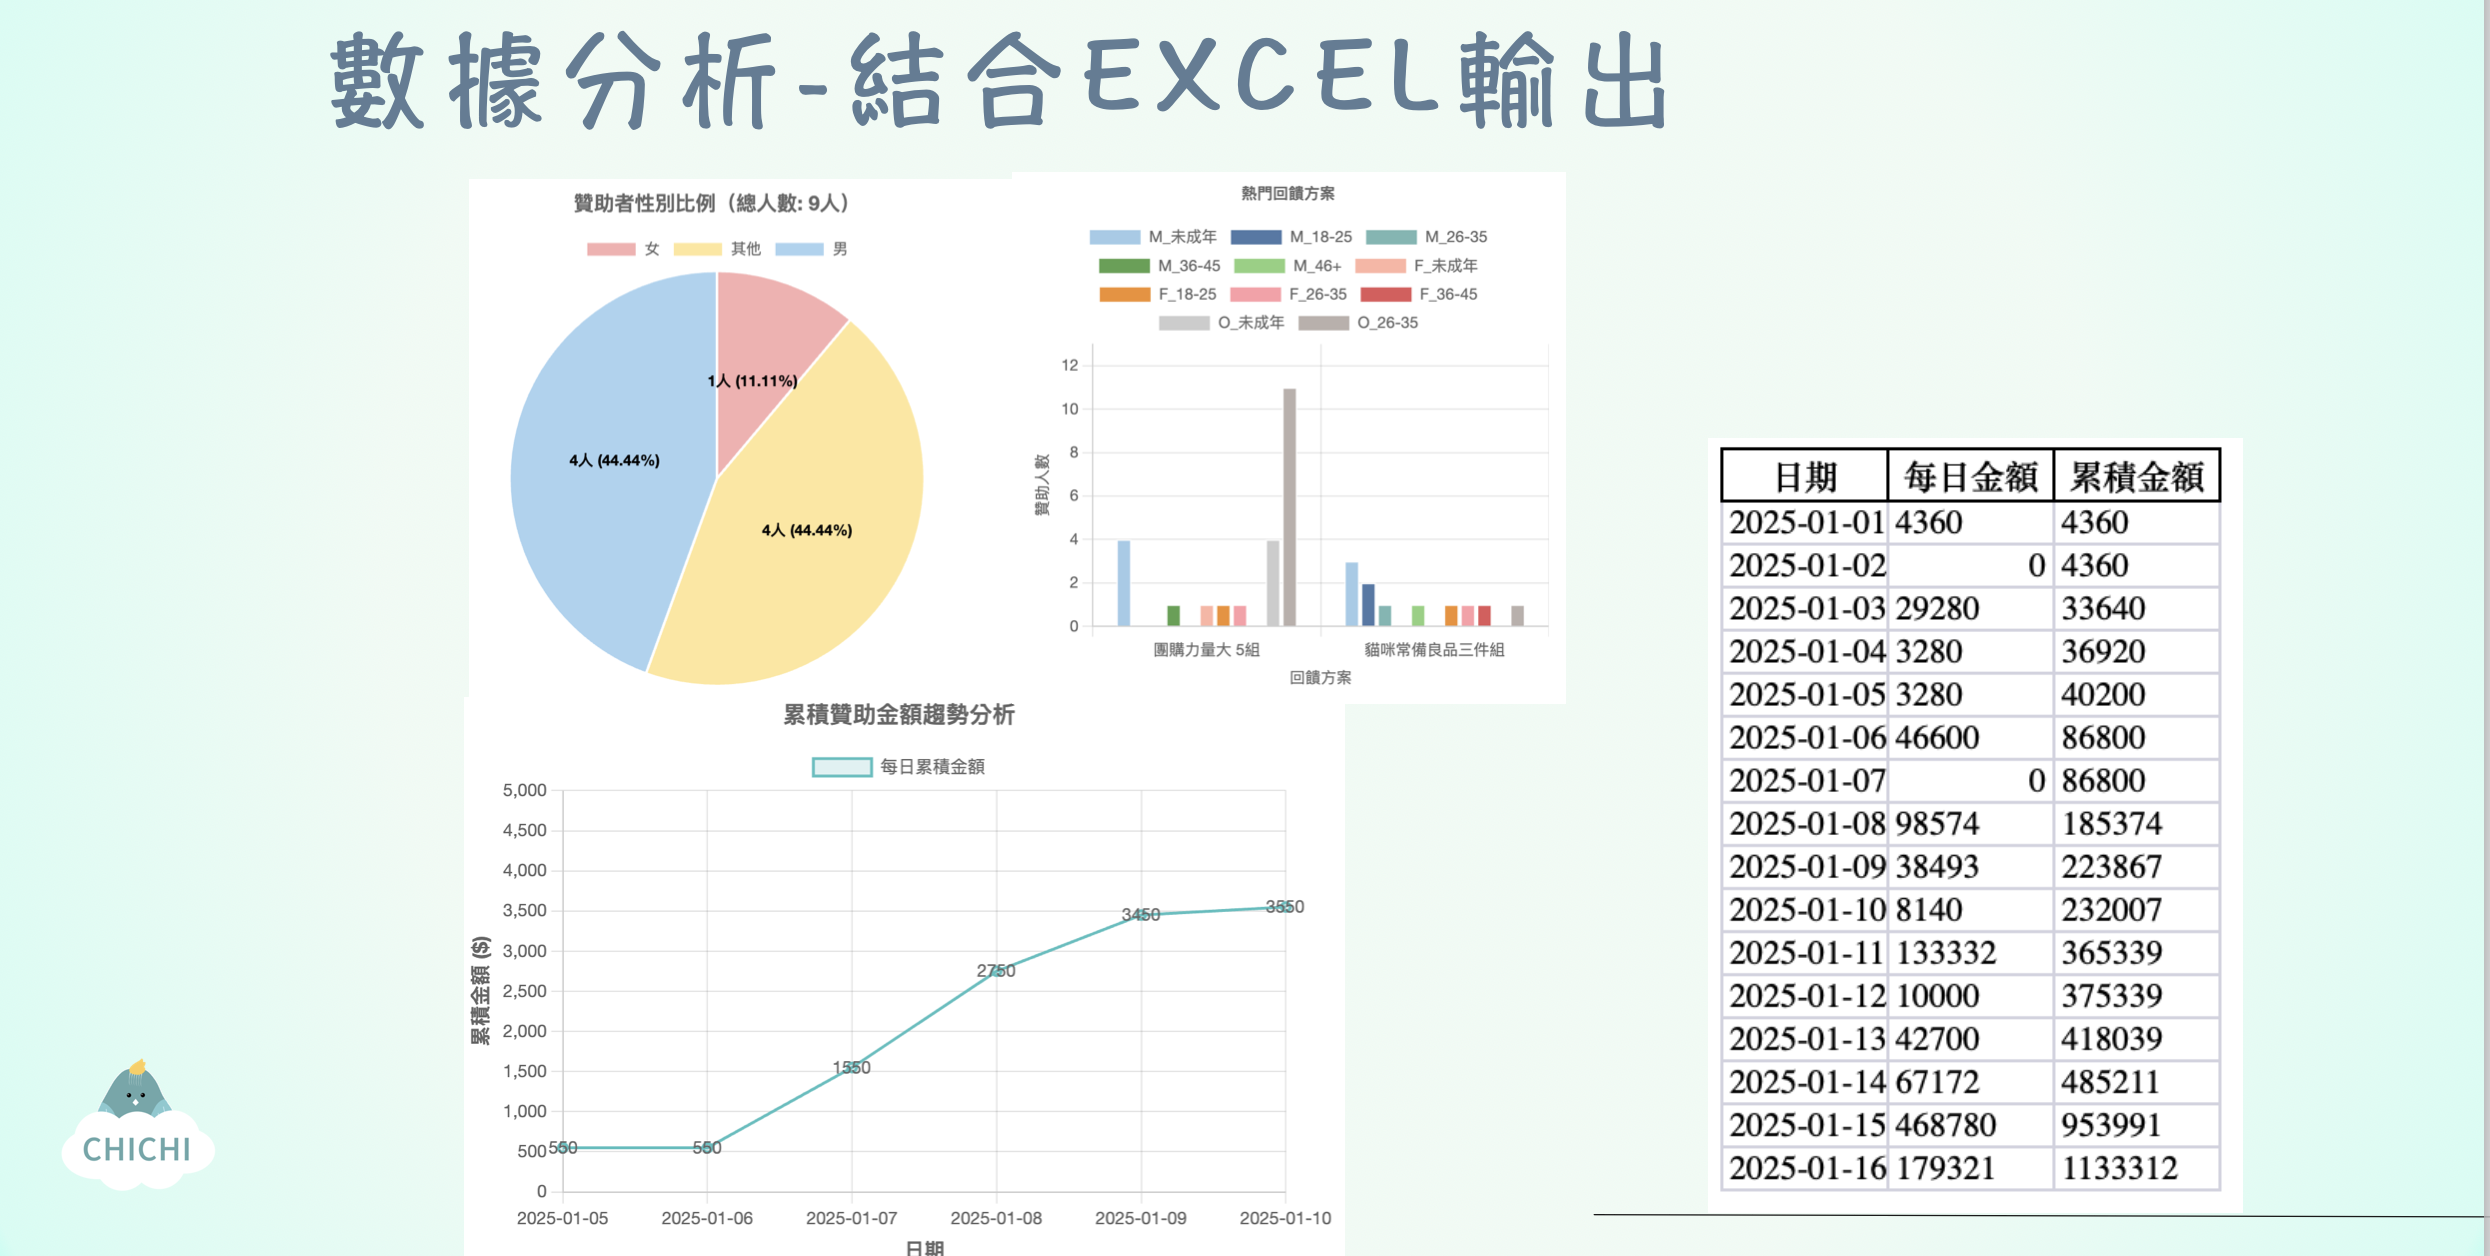 數據分析-結合EXCEL輸出
贊助者性別比例（總人數: 9人）
女 其他 男
1人 (11.11%)
4人 (44.44%)
4人 (44.44%)
熱門回饋方案
M_未成年 M_18-25 M_26-35
M_36-45 M_46+ F_未成年
F_18-25 F_26-35 F_36-45
O_未成年 O_26-35
贊助人數
12
10
8
6
4
2
0
團購力量大 5組 貓咪常備良品三件組
回饋方案
累積贊助金額趨勢分析
每日累積金額
累積金額 ($)
5,000
4,500
4,000
3,500
3,000
2,500
2,000
1,500
1,000
500
0
550
550
1550
2750
3450
3550
2025-01-05 2025-01-06 2025-01-07 2025-01-08 2025-01-09 2025-01-10
日期
日期 每日金額 累積金額
2025-01-01 4360 4360
2025-01-02 0 4360
2025-01-03 29280 33640
2025-01-04 3280 36920
2025-01-05 3280 40200
2025-01-06 46600 86800
2025-01-07 0 86800
2025-01-08 98574 185374
2025-01-09 38493 223867
2025-01-10 8140 232007
2025-01-11 133332 365339
2025-01-12 10000 375339
2025-01-13 42700 418039
2025-01-14 67172 485211
2025-01-15 468780 953991
2025-01-16 179321 1133312
CHICHI